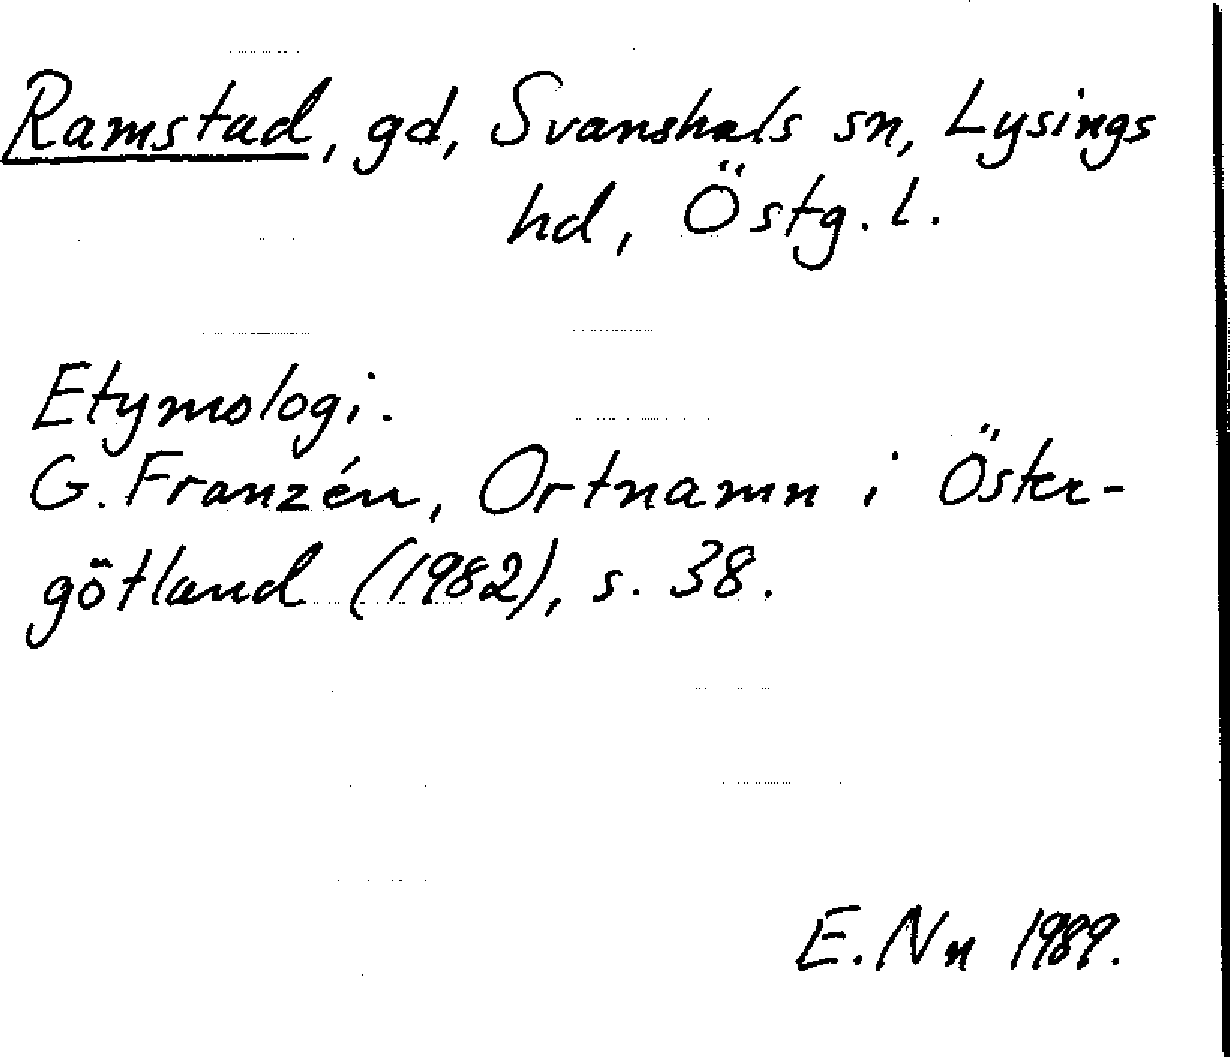 Ramstad, gd, Svanshals sn, Lysings
hd, Östg. l.
Etymologi.
G. Franzén, Ortnamn i Öster-
götland (1982), s. 38.
E. Nn 1989.